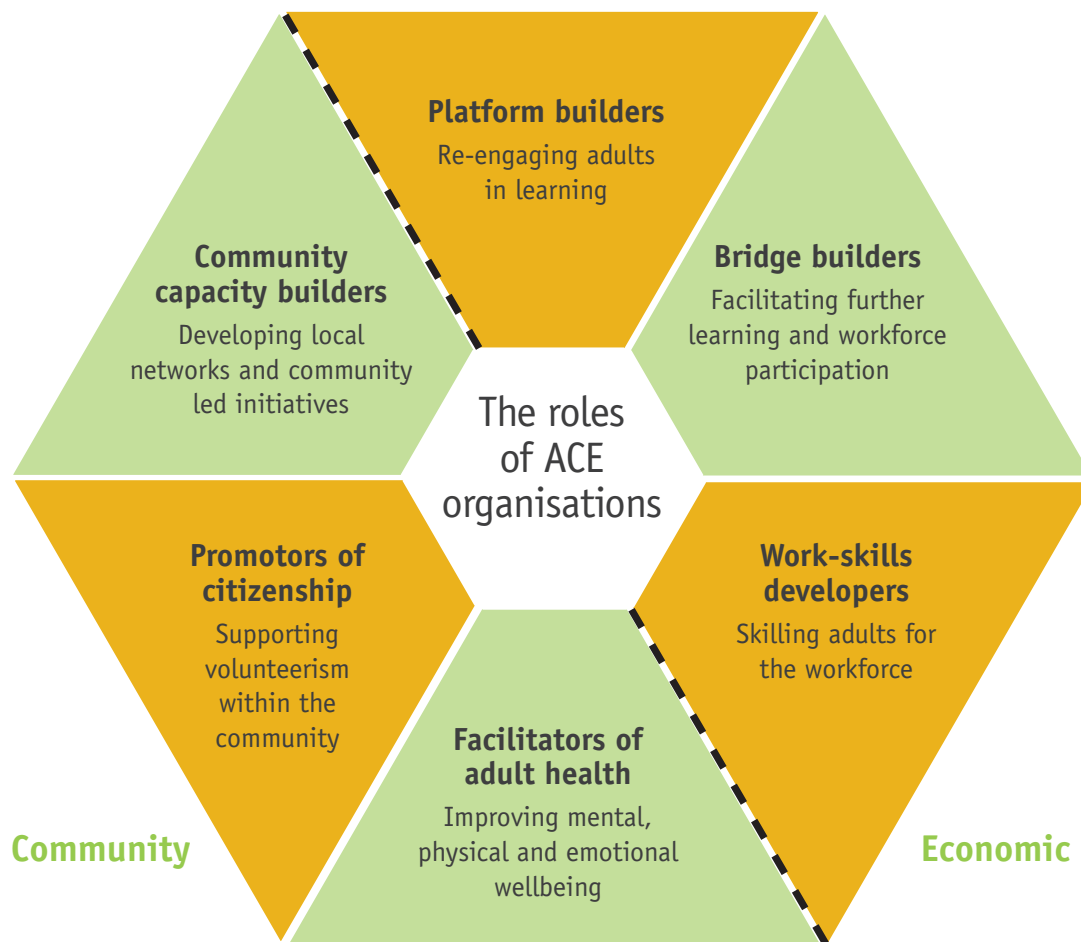 Platform builders
Re-engaging adults
in learning
Community
capacity builders
Developing local
networks and community
led initiatives
Bridge builders
Facilitating further
learning and workforce
participation
The roles
of ACE
organisations
Promotors of
citizenship
Supporting
volunteerism
within the
community
Work-skills
developers
Skilling adults for
the workforce
Facilitators of
adult health
Improving mental,
physical and emotional
wellbeing
Community
Economic